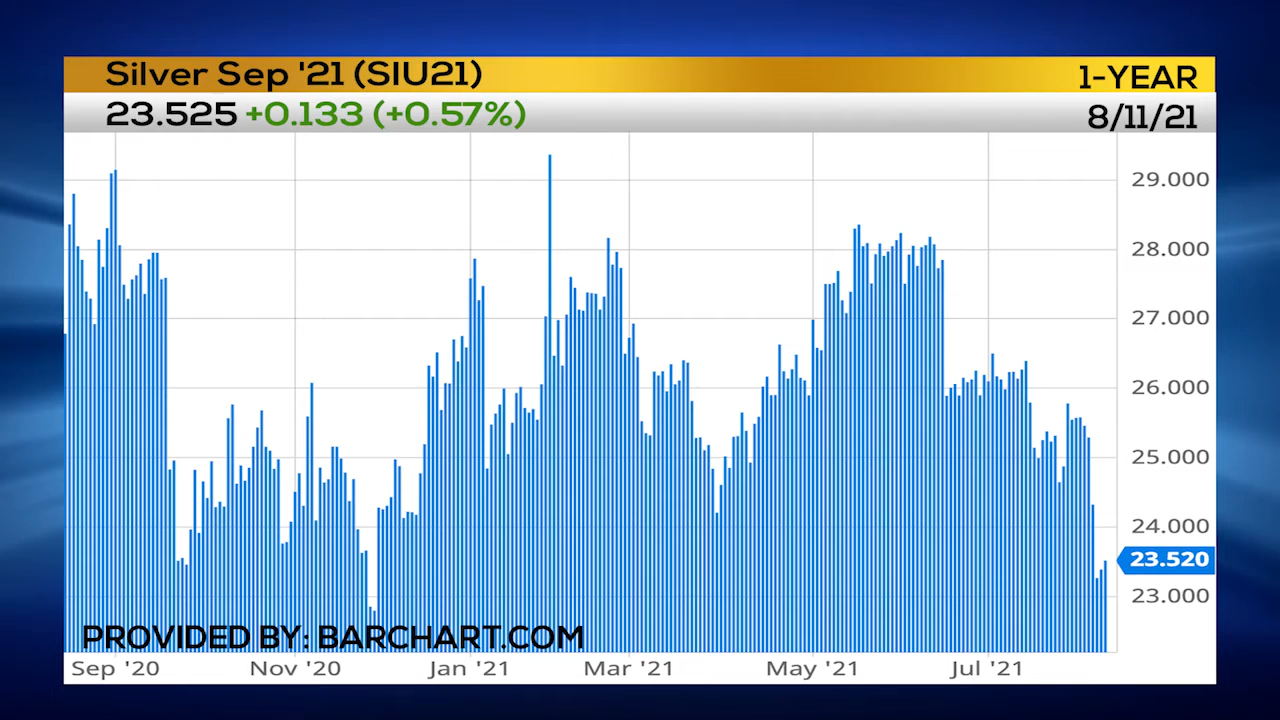 Silver Sep '21 (SIU21)
1-YEAR
23.525 +0.133 (+0.57%)
8/11/21
29.000
28.000
27.000
26.000
25.000
24.000
23.520
23.000
PROVIDED BY: BARCHART.COM
Sep '20 Nov '20 Jan '21 Mar '21 May '21 Jul '21